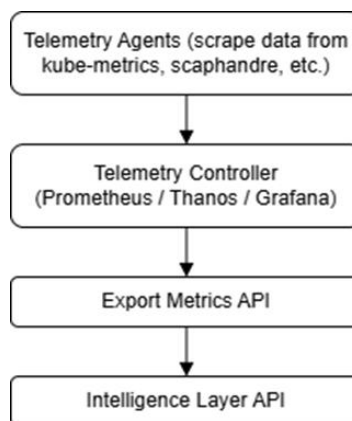 Telemetry Agents (scrape data from
kube-metrics, scaphandre, etc.)
Telemetry Controller
(Prometheus / Thanos / Grafana)
Export Metrics API
Intelligence Layer API